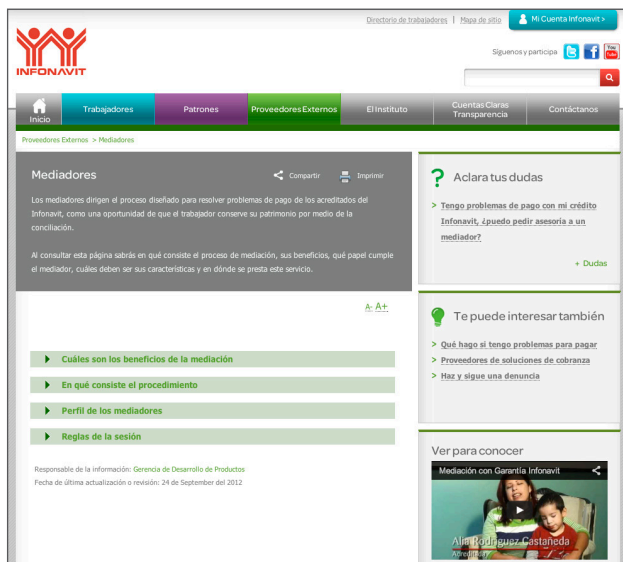 Directorio de trabajadores | Mapa de sitio
Mi Cuenta Infonavit >
INFONAVIT
Síguenos y participa
You Tube
Inicio
Trabajadores
Patrones
Proveedores Externos
El Instituto
Cuentas Claras
Transparencia
Contáctanos
Proveedores Externos > Mediadores
Mediadores
Compartir
Imprimir
Los mediadores dirigen el proceso diseñado para resolver problemas de pago de los acreditados del
Infonavit, como una oportunidad de que el trabajador conserve su patrimonio por medio de la
conciliación.
Al consultar esta página sabrás en qué consiste el proceso de mediación, sus beneficios, qué papel cumple
el mediador, cuáles deben ser sus características y en dónde se presta este servicio.
A- A+
Cuáles son los beneficios de la mediación
En qué consiste el procedimiento
Perfil de los mediadores
Reglas de la sesión
Responsable de la información: Gerencia de Desarrollo de Productos
Fecha de última actualización o revisión: 24 de September del 2012
? Aclara tus dudas
> Tengo problemas de pago con mi crédito
Infonavit, ¿puedo pedir asesoría a un
mediador?
+ Dudas
Te puede interesar también
> Qué hago si tengo problemas para pagar
> Proveedores de soluciones de cobranza
> Haz y sigue una denuncia
Ver para conocer
Mediación con Garantía Infonavit
Alia Rodríguez Castañeda
Acreditada